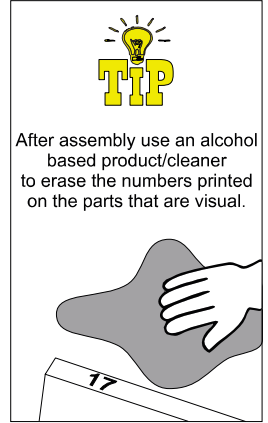 TIP
After assembly use an alcohol
based product/cleaner
to erase the numbers printed
on the parts that are visual.
17